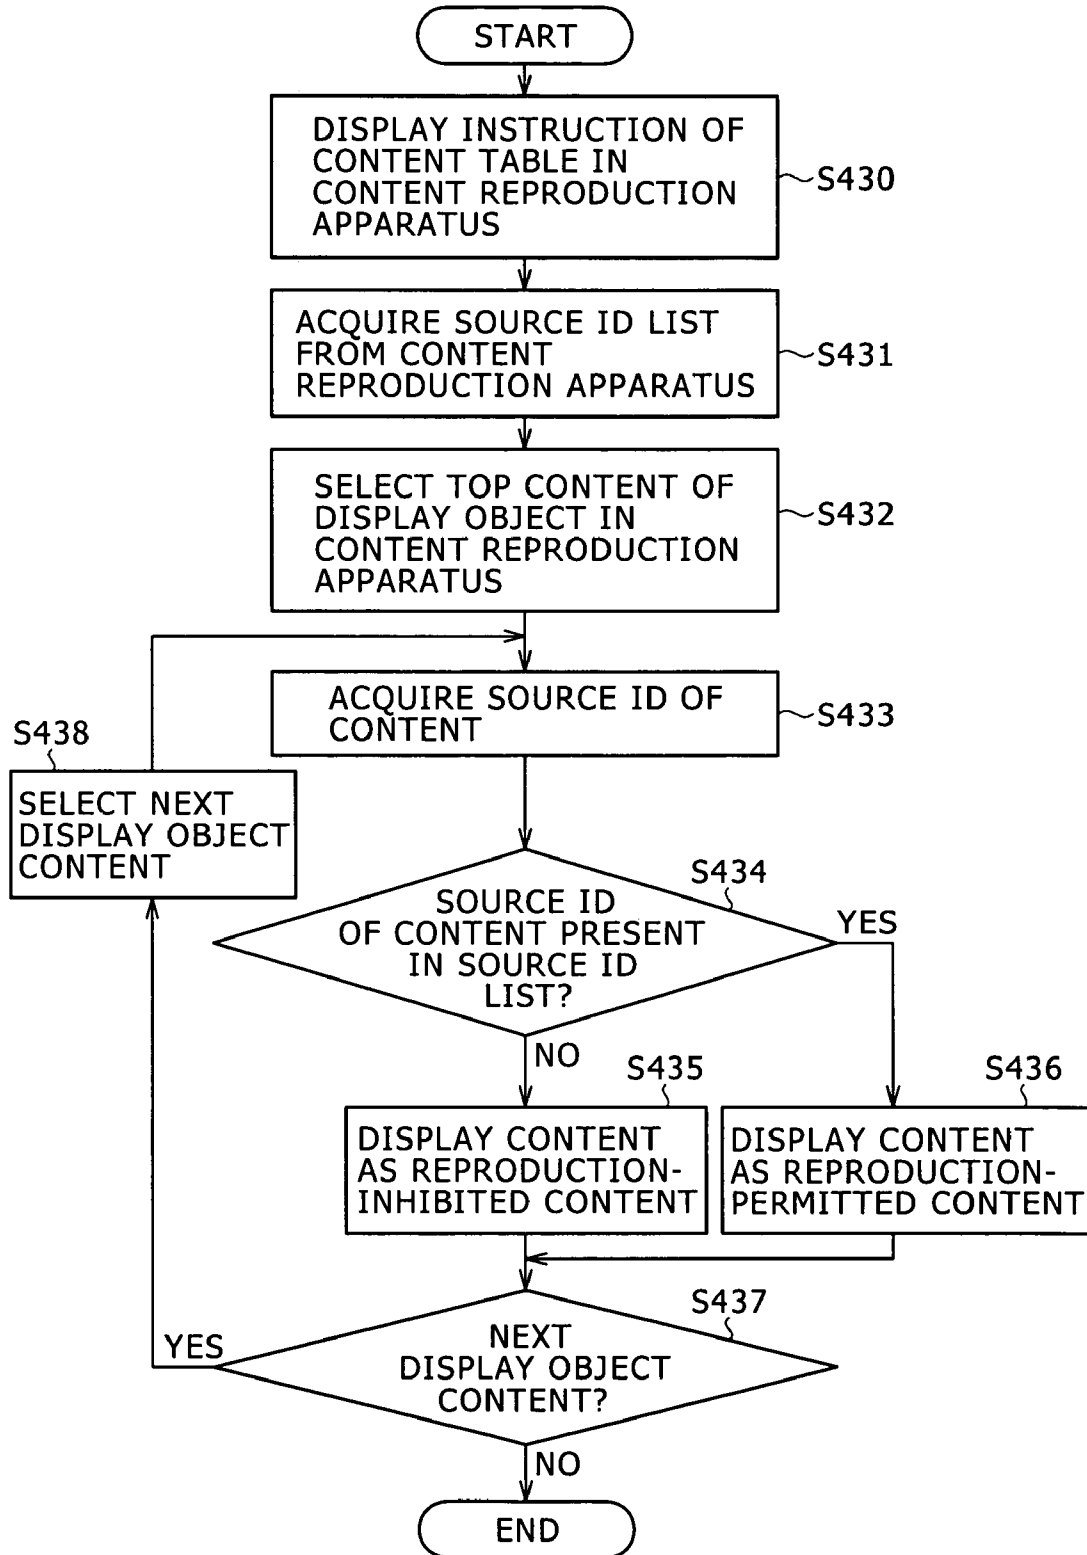 START
DISPLAY INSTRUCTION OF
CONTENT TABLE IN
CONTENT REPRODUCTION
APPARATUS
S430
ACQUIRE SOURCE ID LIST
FROM CONTENT
REPRODUCTION APPARATUS
S431
SELECT TOP CONTENT OF
DISPLAY OBJECT IN
CONTENT REPRODUCTION
APPARATUS
S432
ACQUIRE SOURCE ID OF
CONTENT
S433
S438
SELECT NEXT
DISPLAY OBJECT
CONTENT
S434
SOURCE ID
OF CONTENT PRESENT
IN SOURCE ID
LIST?
YES
NO
S435
DISPLAY CONTENT
AS REPRODUCTION-
INHIBITED CONTENT
S436
DISPLAY CONTENT
AS REPRODUCTION-
PERMITTED CONTENT
S437
NEXT
DISPLAY OBJECT
CONTENT?
YES
NO
END